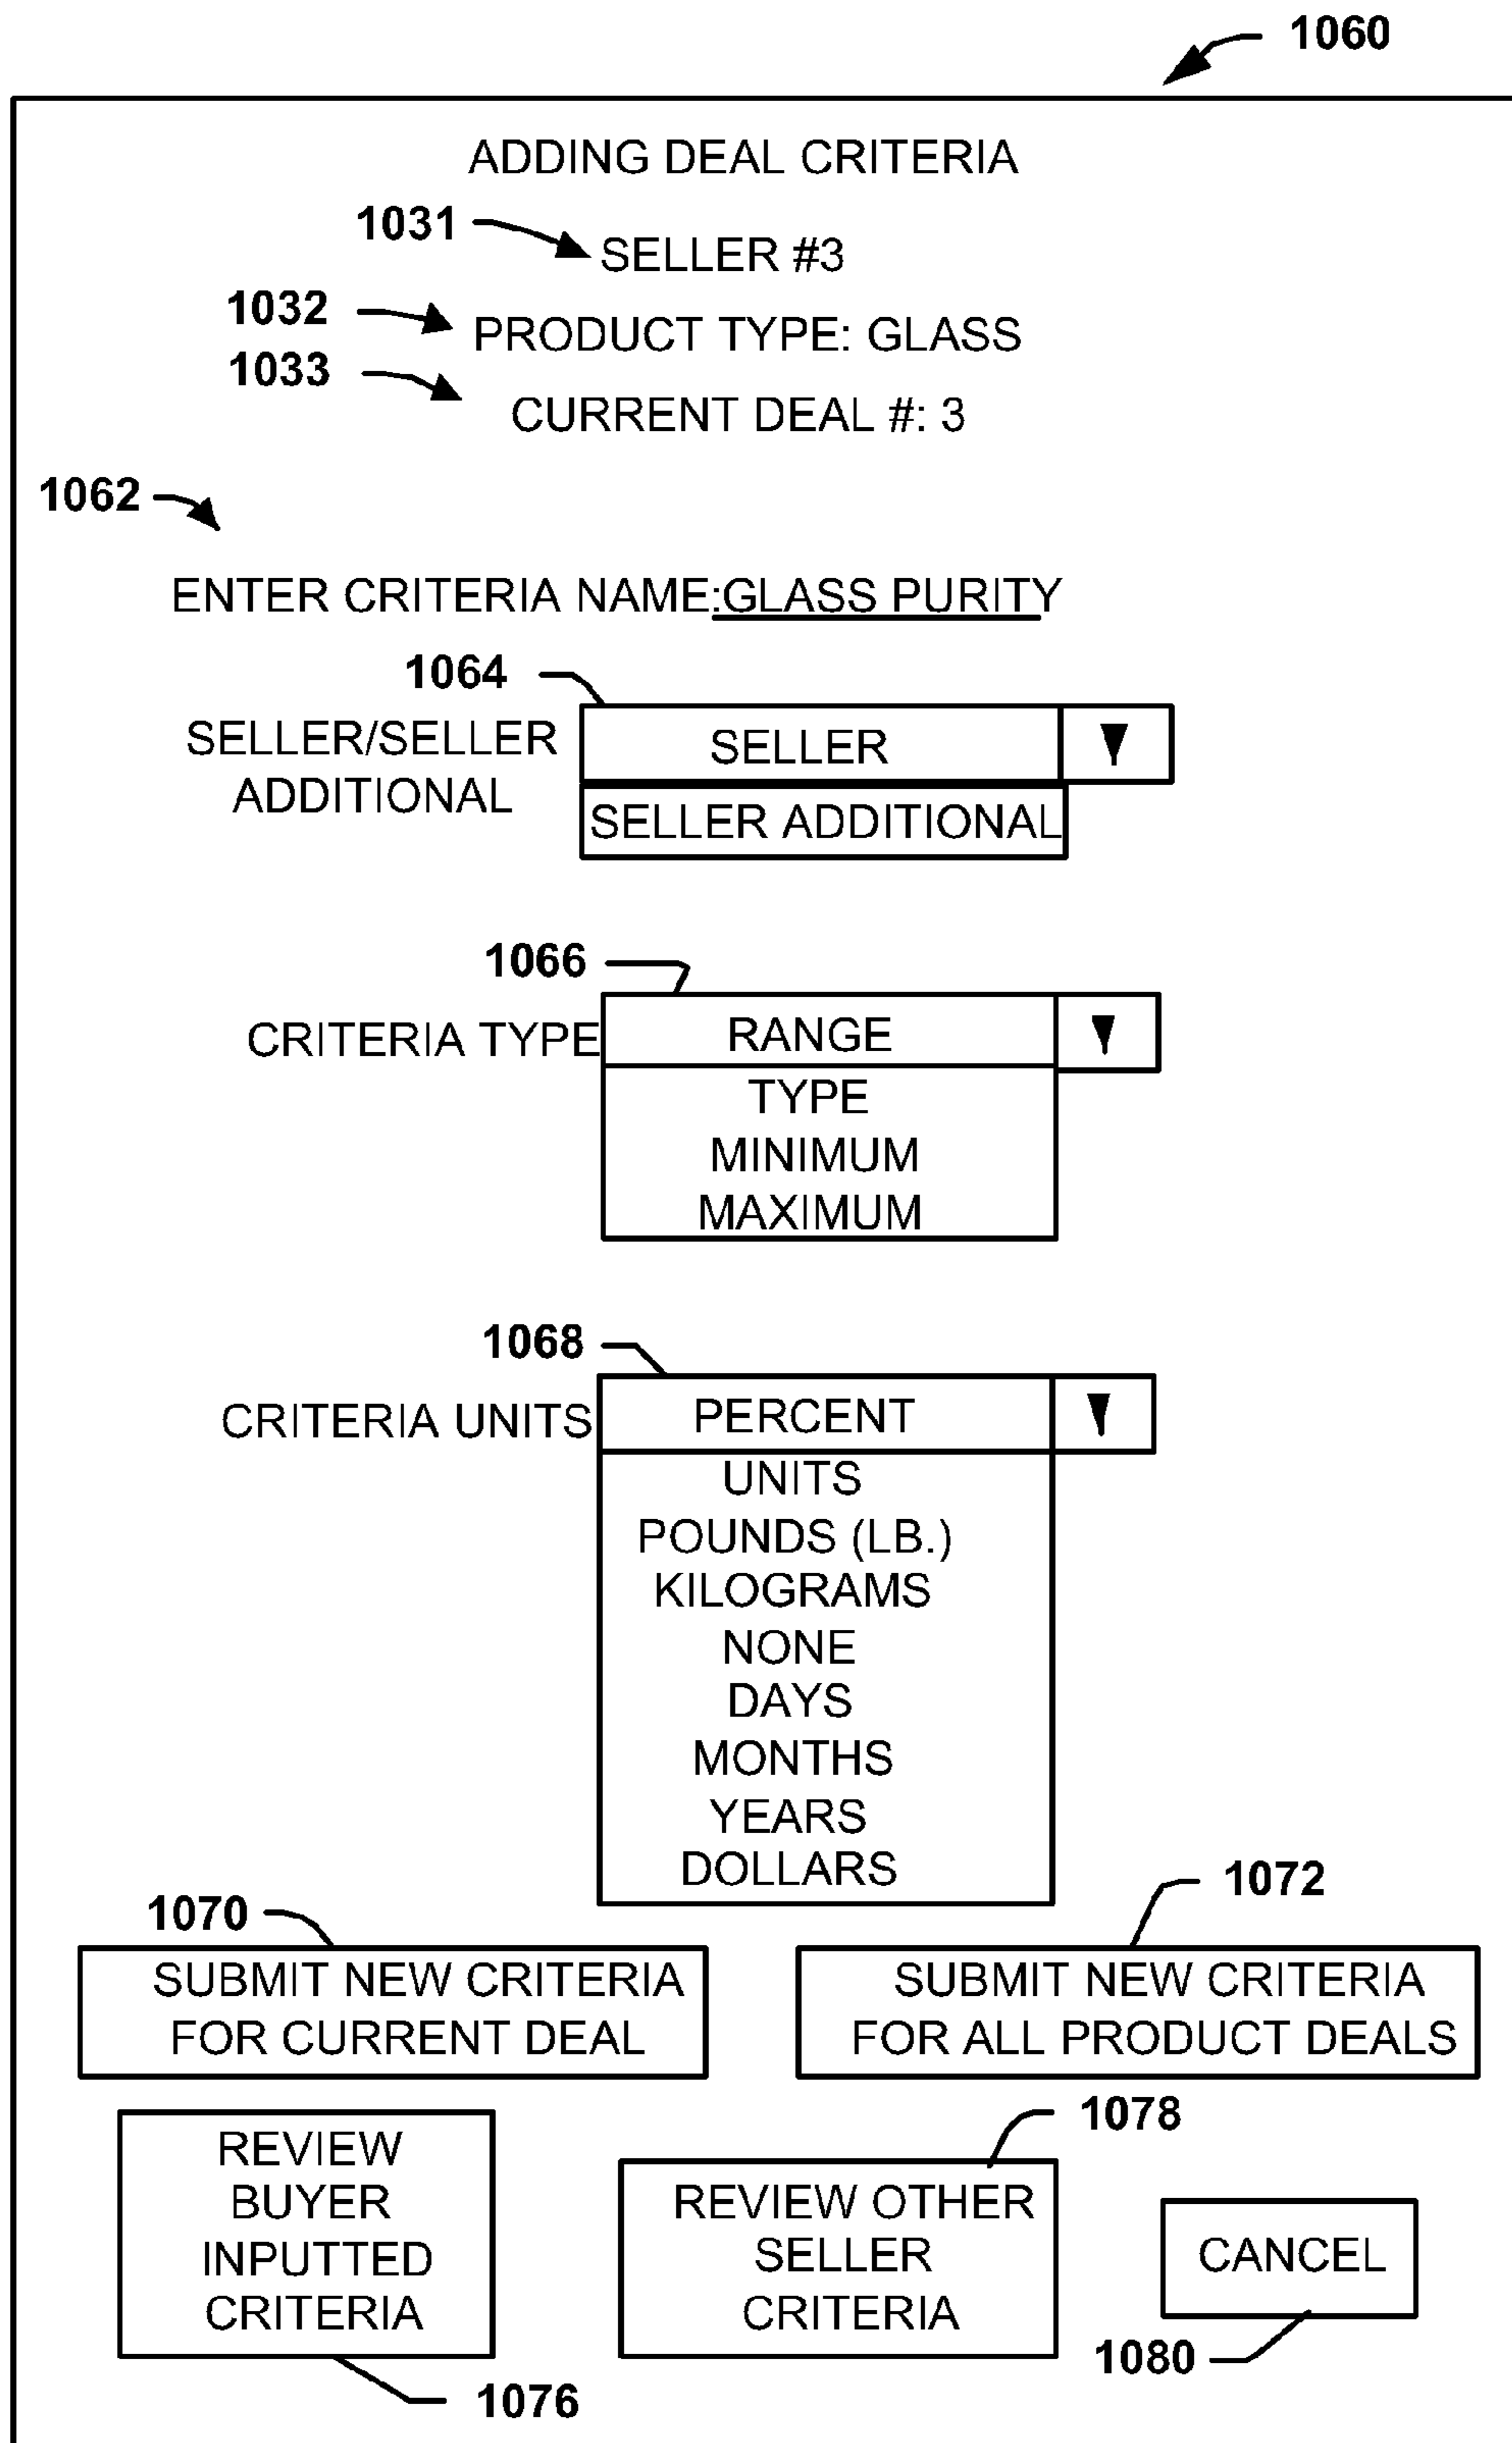 1060
ADDING DEAL CRITERIA
1031
SELLER #3
1032
PRODUCT TYPE: GLASS
1033
CURRENT DEAL #: 3
1062
ENTER CRITERIA NAME:GLASS PURITY
1064
SELLER/SELLER
ADDITIONAL
SELLER
SELLER ADDITIONAL
1066
CRITERIA TYPE
RANGE
TYPE
MINIMUM
MAXIMUM
1068
CRITERIA UNITS
PERCENT
UNITS
POUNDS (LB.)
KILOGRAMS
NONE
DAYS
MONTHS
YEARS
DOLLARS
1070
SUBMIT NEW CRITERIA
FOR CURRENT DEAL
1072
SUBMIT NEW CRITERIA
FOR ALL PRODUCT DEALS
REVIEW
BUYER
INPUTTED
CRITERIA
1076
1078
REVIEW OTHER
SELLER
CRITERIA
CANCEL
1080